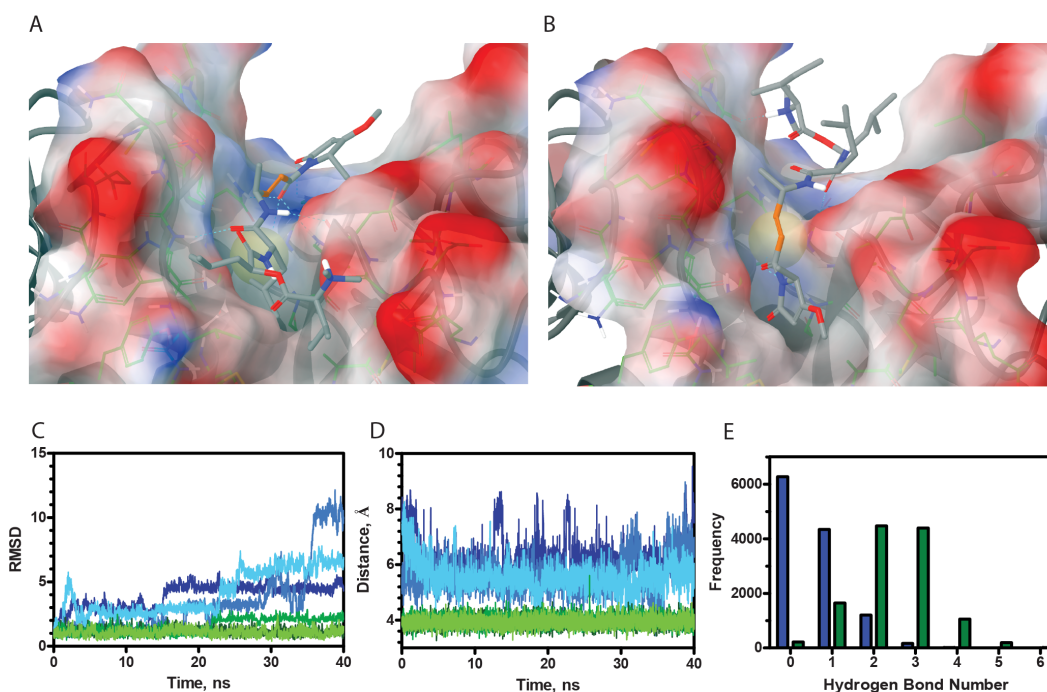 A
B
C
15
10
5
0
RMSD
0 10 20 30 40
Time, ns
D
10
8
6
4
Distance, Å
0 10 20 30 40
Time, ns
E
6000
4000
2000
0
Frequency
0 1 2 3 4 5 6
Hydrogen Bond Number